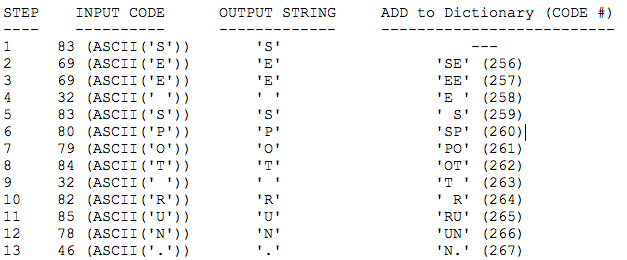 STEP    INPUT CODE          OUTPUT STRING     ADD to Dictionary (CODE #)
----    ----------          -------------     --------------------------
1     83 (ASCII('S'))       'S'                        ---
2     69 (ASCII('E'))       'E'                   'SE' (256)
3     69 (ASCII('E'))       'E'                   'EE' (257)
4     32 (ASCII(' '))       ' '                   'E ' (258)
5     83 (ASCII('S'))       'S'                   ' S' (259)
6     80 (ASCII('P'))       'P'                   'SP' (260)
7     79 (ASCII('O'))       'O'                   'PO' (261)
8     84 (ASCII('T'))       'T'                   'OT' (262)
9     32 (ASCII(' '))       ' '                   'T ' (263)
10    82 (ASCII('R'))       'R'                   ' R' (264)
11    85 (ASCII('U'))       'U'                   'RU' (265)
12    78 (ASCII('N'))       'N'                   'UN' (266)
13    46 (ASCII('.'))       '.'                   'N.' (267)